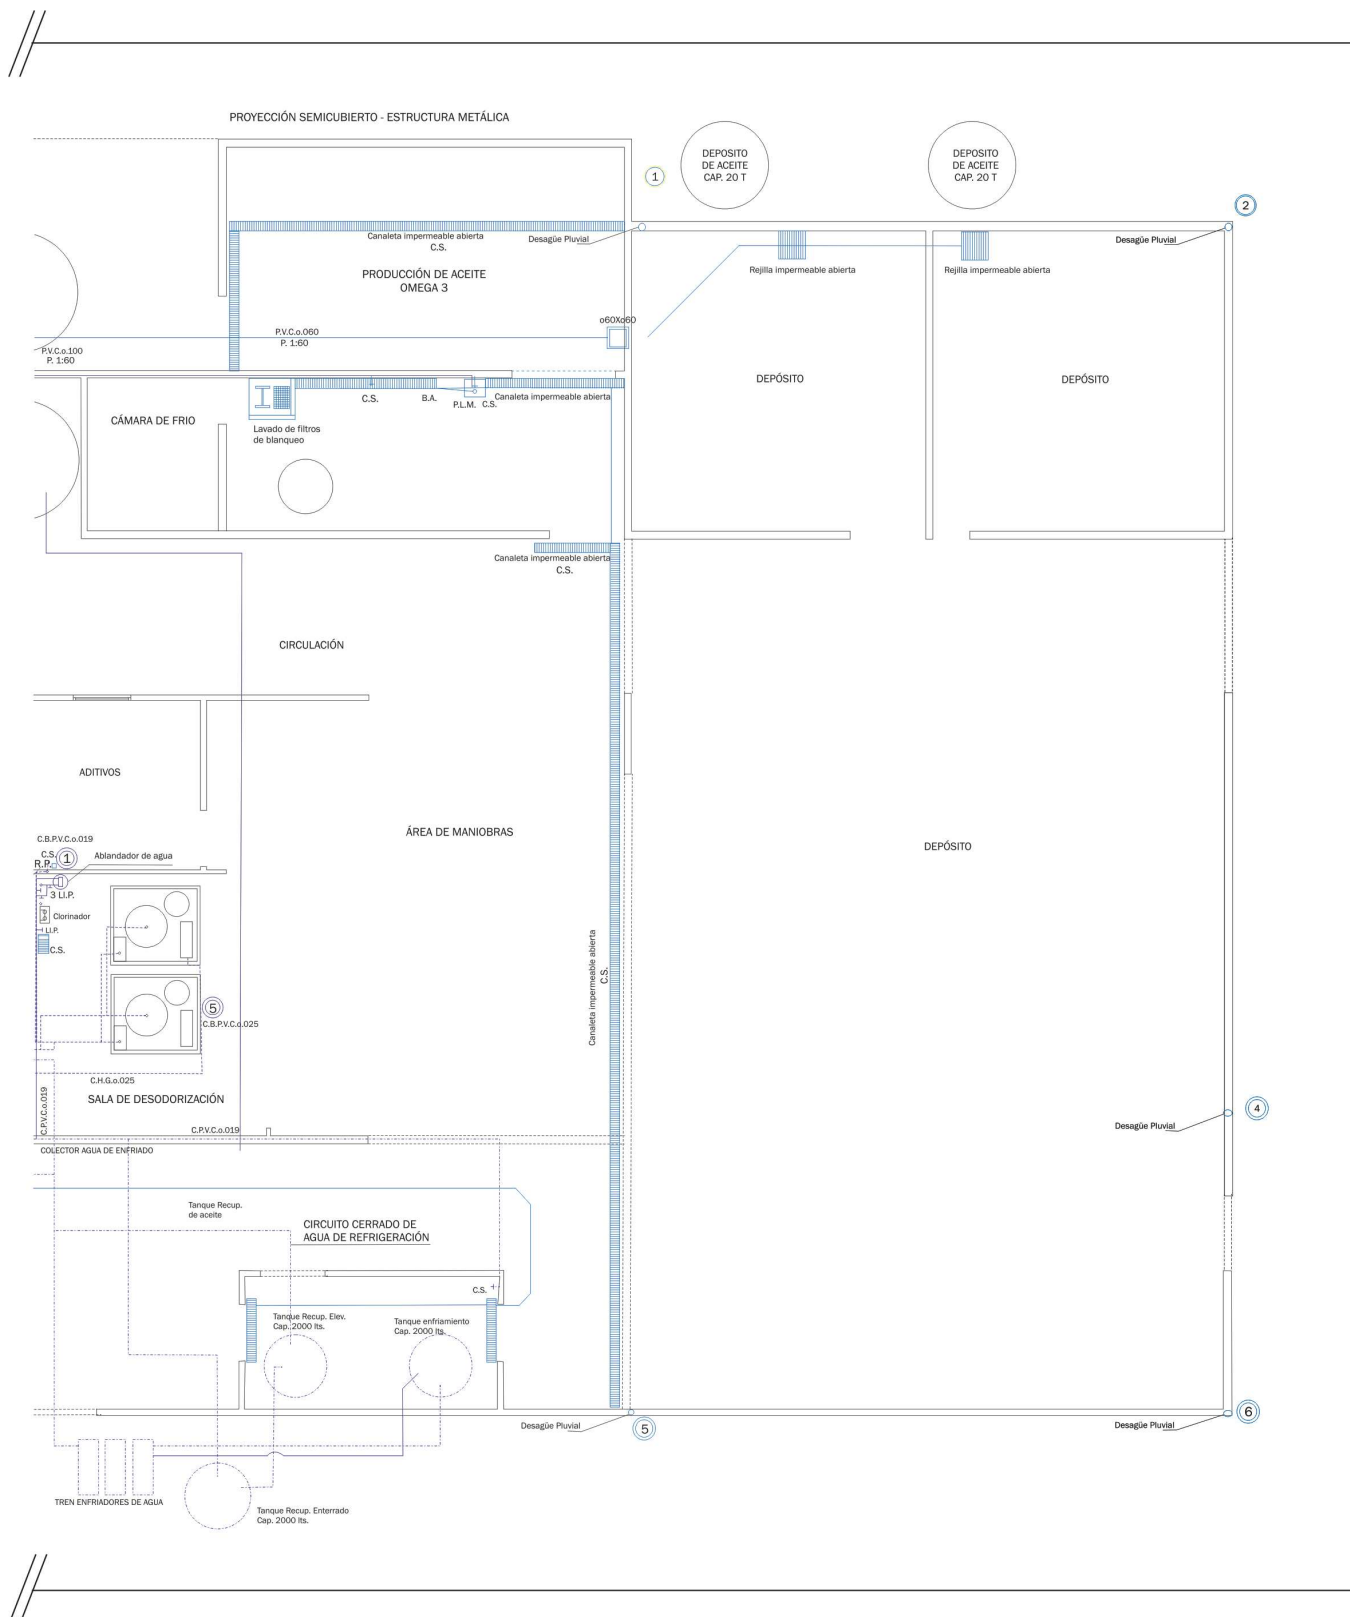 PROYECCIÓN SEMICUBIERTO - ESTRUCTURA METÁLICA
DEPOSITO
DE ACEITE
CAP. 20 T
DEPOSITO
DE ACEITE
CAP. 20 T
1
2
Canaleta impermeable abierta
C.S.
Desagüe Pluvial
Desagüe Pluvial
PRODUCCIÓN DE ACEITE
OMEGA 3
Rejilla impermeable abierta
Rejilla impermeable abierta
o60Xo60
P.V.C.o.060
P. 1:60
P.V.C.o.100
P. 1:60
DEPÓSITO
DEPÓSITO
C.S.
B.A.
P.L.M.
C.S.
Canaleta impermeable abierta
CÁMARA DE FRIO
Lavado de filtros
de blanqueo
Canaleta impermeable abierta
C.S.
CIRCULACIÓN
ADITIVOS
ÁREA DE MANIOBRAS
DEPÓSITO
C.B.P.V.C.o.019
C.S.
R.P.
1
Ablandador de agua
3 Ll.P.
Clorinador
Ll.P.
C.S.
Canaleta impermeable abierta
C.S.
5
C.B.P.V.C.o.025
C.H.G.o.025
SALA DE DESODORIZACIÓN
C.P.V.C.o.019
C.P.V.C.o.019
COLECTOR AGUA DE ENFRIADO
4
Desagüe Pluvial
Tanque Recup.
de aceite
CIRCUITO CERRADO DE
AGUA DE REFRIGERACIÓN
C.S.
Tanque Recup. Elev.
Cap. 2000 lts.
Tanque enfriamiento
Cap. 2000 lts.
Desagüe Pluvial
5
Desagüe Pluvial
6
TREN ENFRIADORES DE AGUA
Tanque Recup. Enterrado
Cap. 2000 lts.